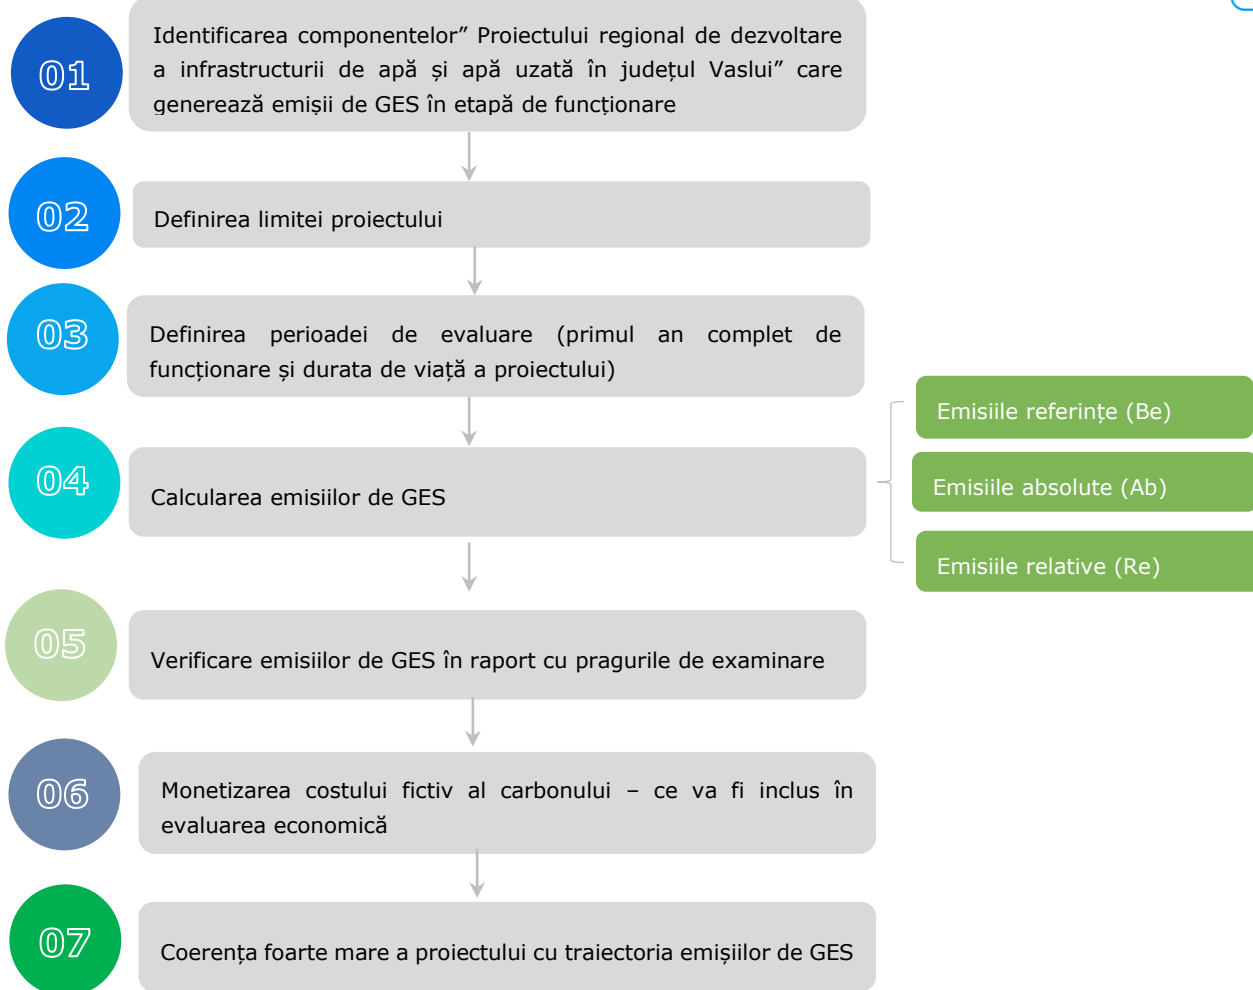 01
Identificarea componentelor” Proiectului regional de dezvoltare
a infrastructurii de apă și apă uzată în județul Vaslui” care
generează emișii de GES în etapă de funcționare
02
Definirea limitei proiectului
03
Definirea perioadei de evaluare (primul an complet de
funcționare și durata de viață a proiectului)
04
Calcularea emisiilor de GES
Emisiile referințe (Be)
Emisiile absolute (Ab)
Emisiile relative (Re)
05
Verificare emisiilor de GES în raport cu pragurile de examinare
06
Monetizarea costului fictiv al carbonului – ce va fi inclus în
evaluarea economică
07
Coerența foarte mare a proiectului cu traiectoria emișiilor de GES